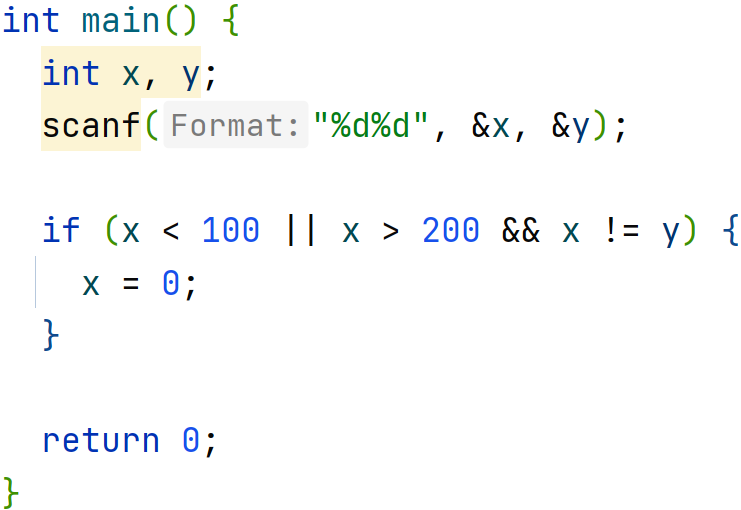 int main() {
  int x, y;
  scanf(Format: "%d%d", &x, &y);

  if (x < 100 || x > 200 && x != y) {
    x = 0;
  }

  return 0;
}